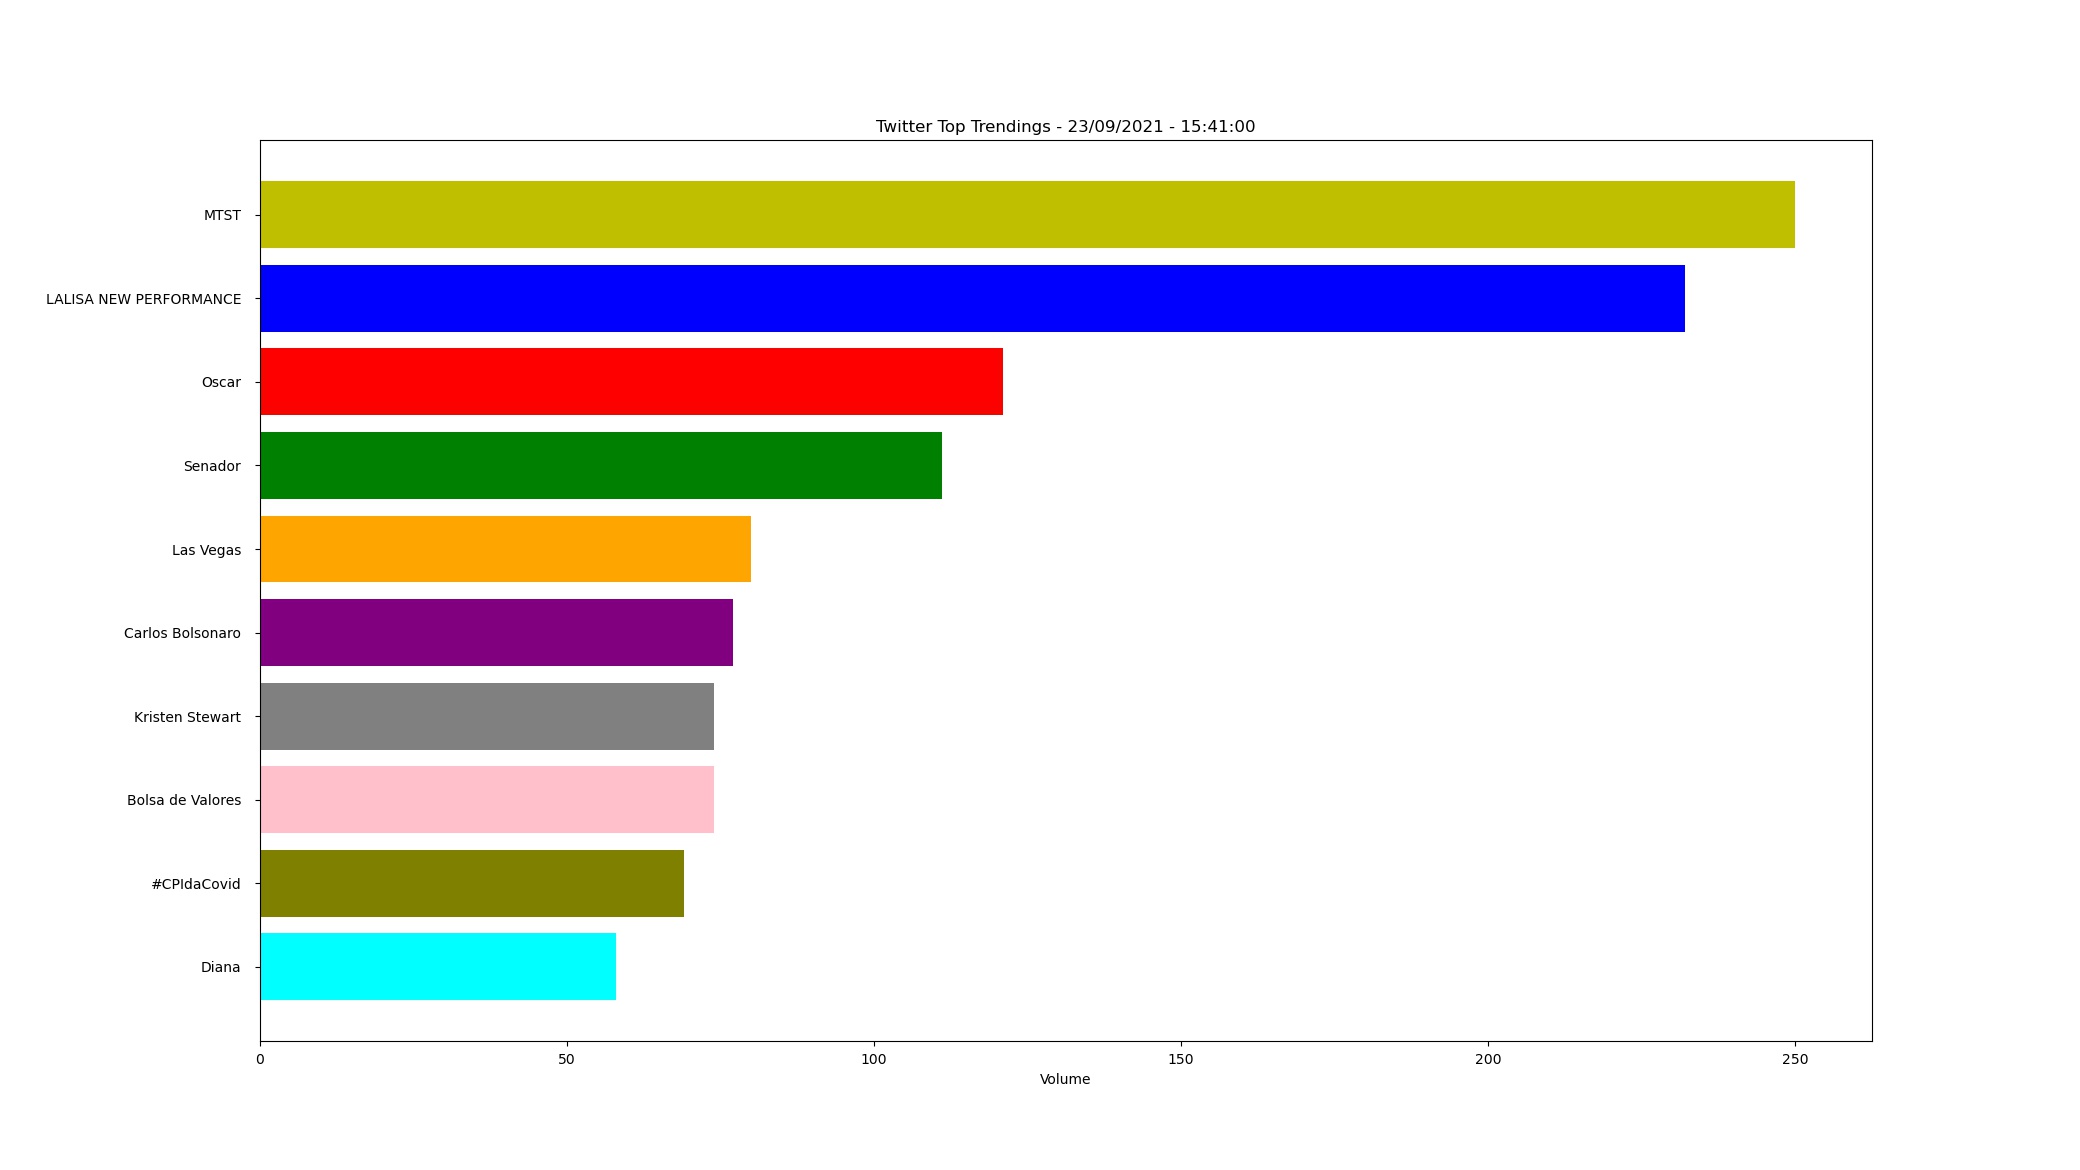 Twitter Top Trendings - 23/09/2021 - 15:41:00
MTST
LALISA NEW PERFORMANCE
Oscar
Senador
Las Vegas
Carlos Bolsonaro
Kristen Stewart
Bolsa de Valores
#CPIdaCovid
Diana
0 50 100 150 200 250
Volume